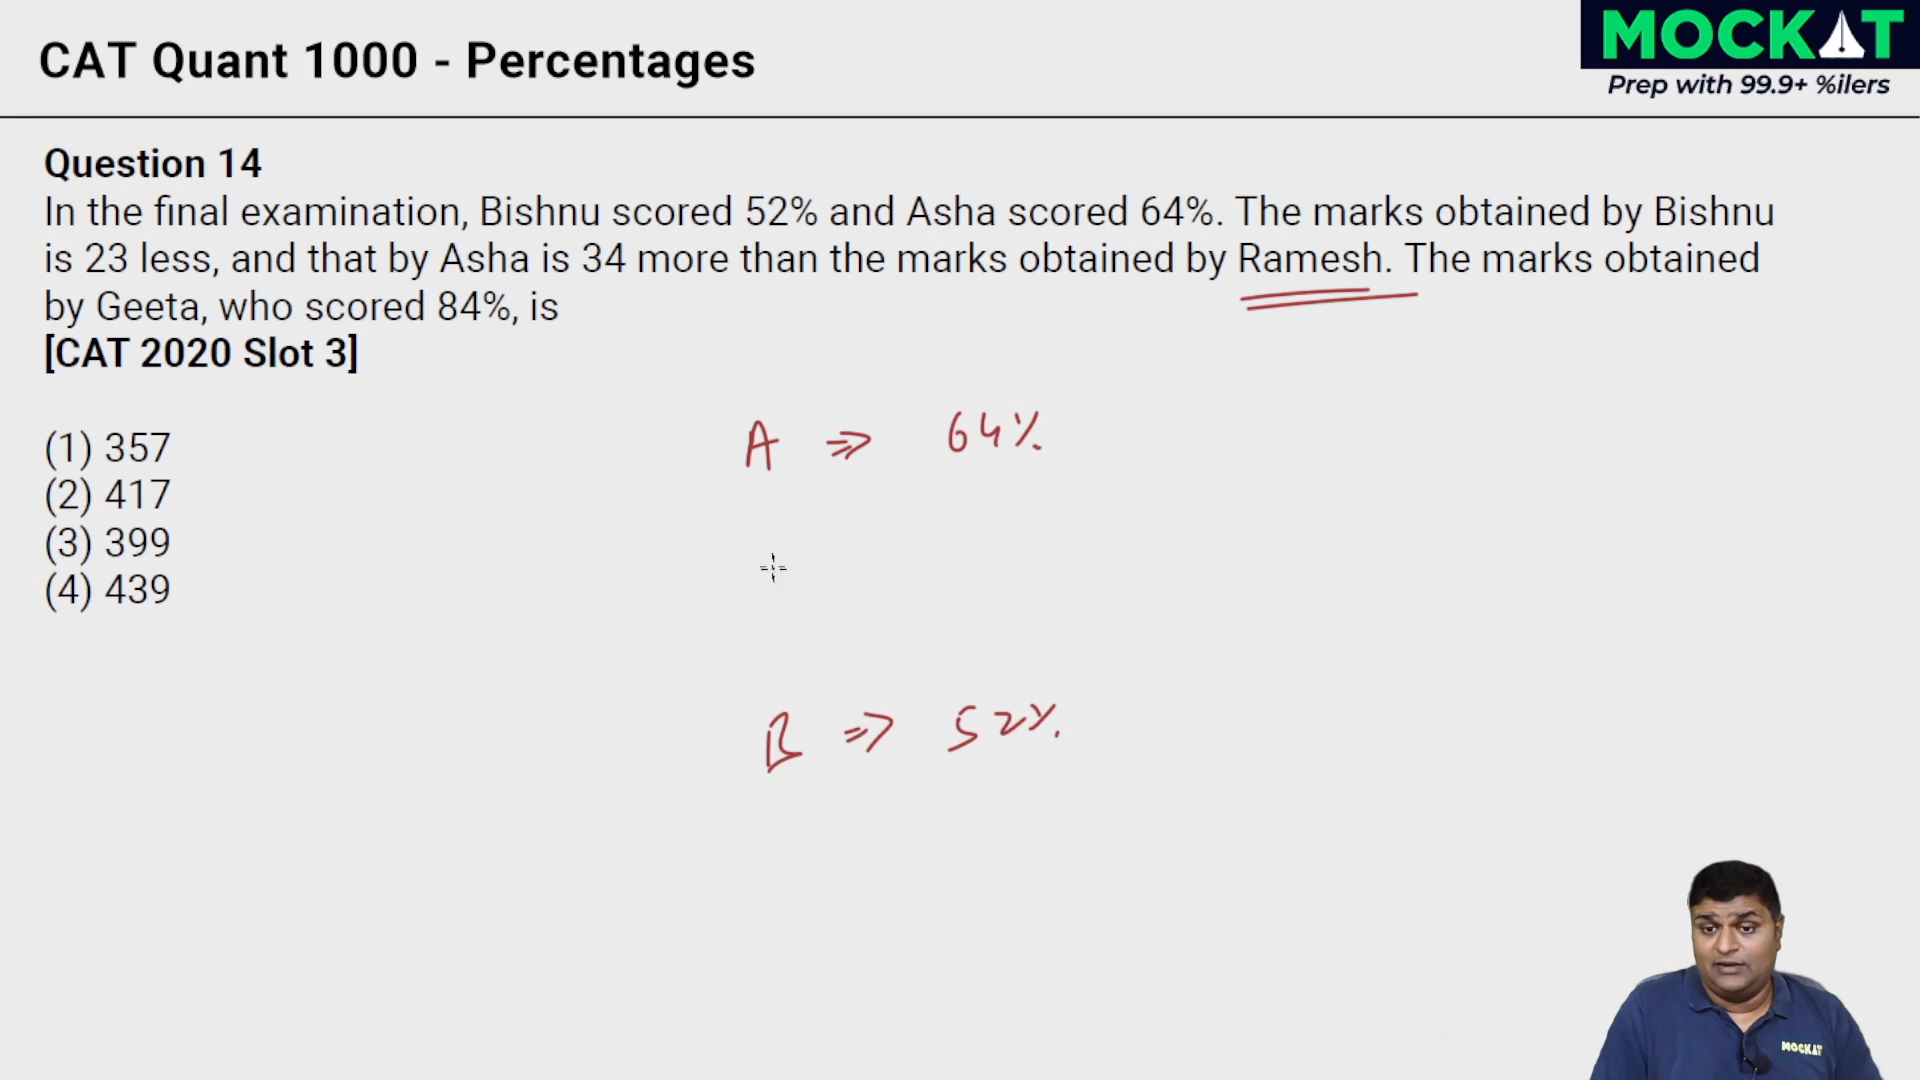 CAT Quant 1000 - Percentages
MOCKAT
Prep with 99.9+ %ilers
Question 14
In the final examination, Bishnu scored 52% and Asha scored 64%. The marks obtained by Bishnu
is 23 less, and that by Asha is 34 more than the marks obtained by Ramesh. The marks obtained
by Geeta, who scored 84%, is
[CAT 2020 Slot 3]
(1) 357
(2) 417
(3) 399
(4) 439
A ⇒ 64%
B ⇒ 52%
MOCKAT